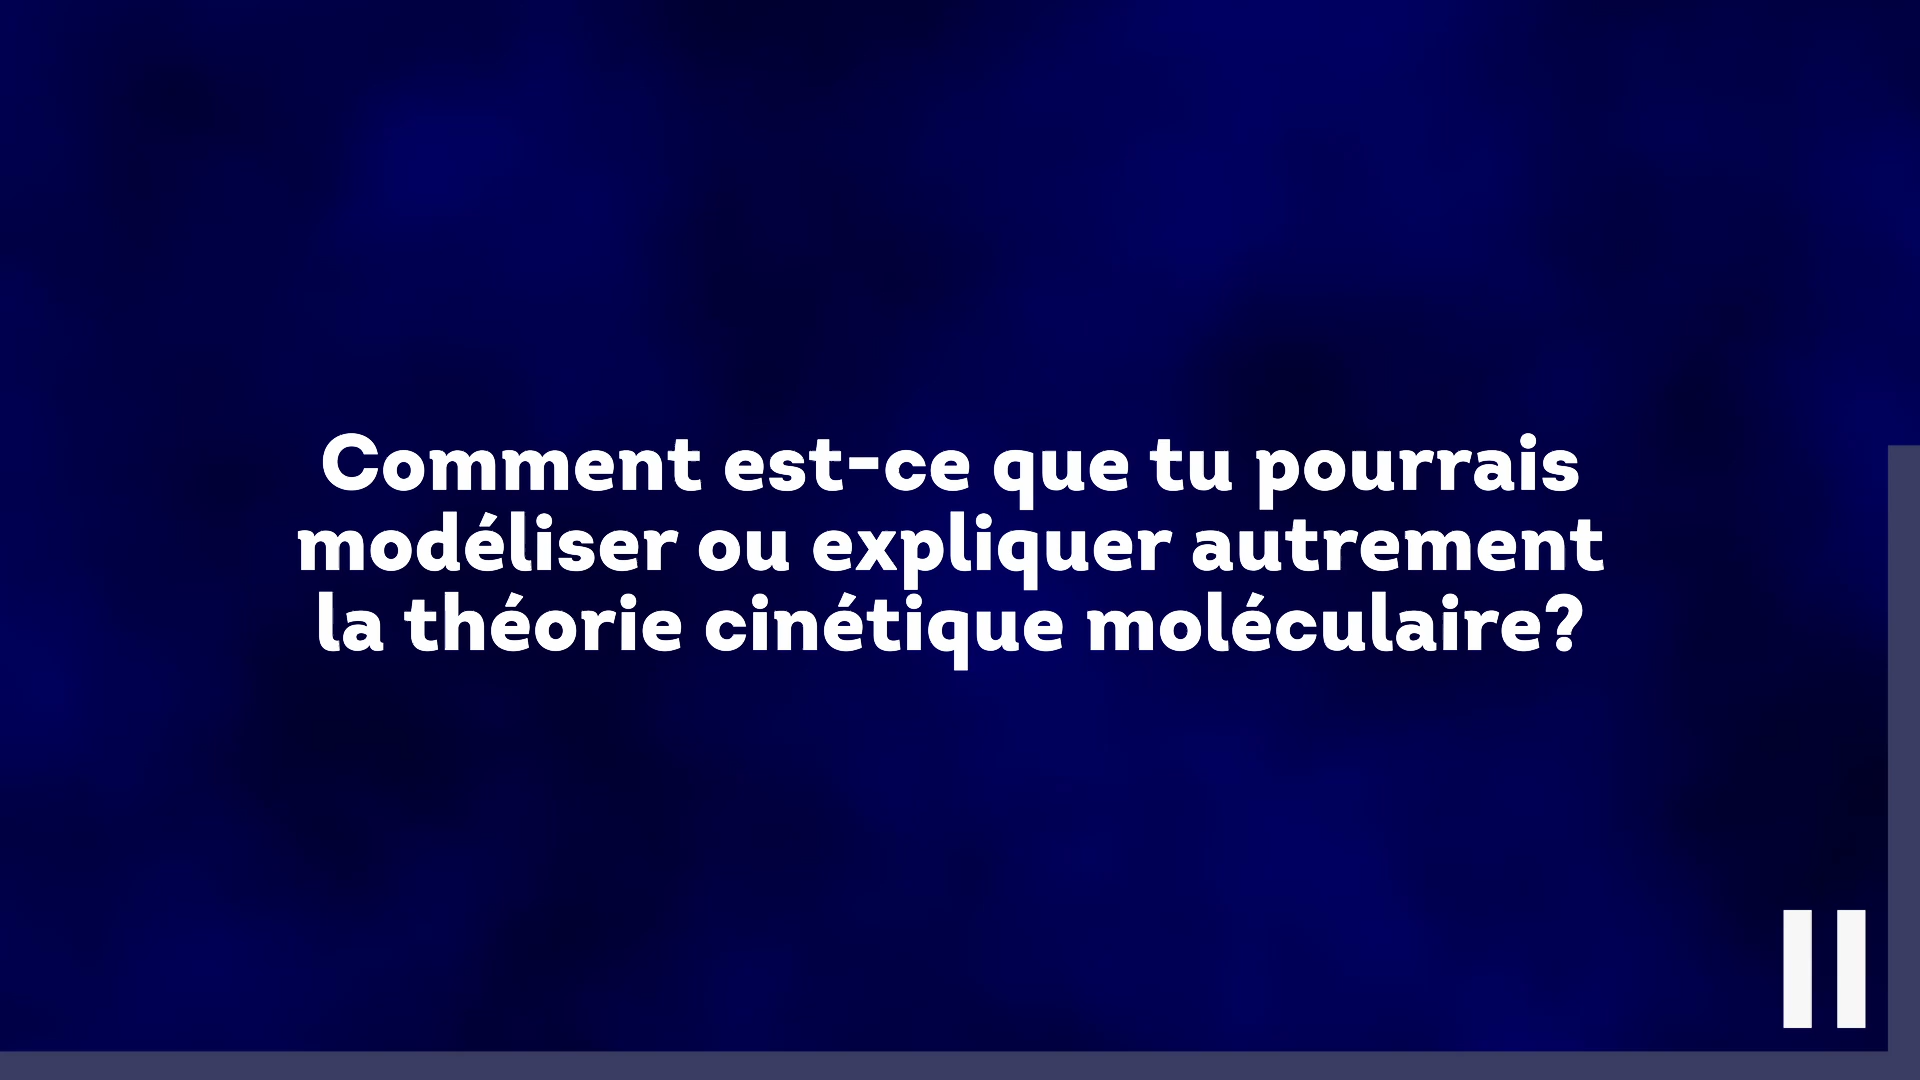 Comment est-ce que tu pourrais
modéliser ou expliquer autrement
la théorie cinétique moléculaire?